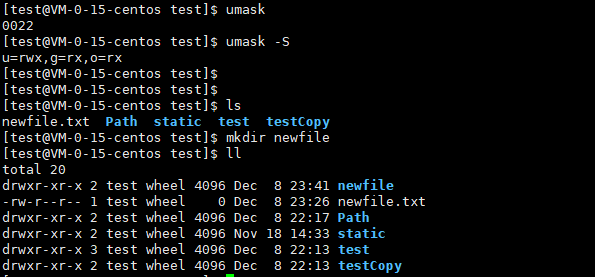 [test@VM-0-15-centos test]$ umask
0022
[test@VM-0-15-centos test]$ umask -S
u=rwx,g=rx,o=rx
[test@VM-0-15-centos test]$
[test@VM-0-15-centos test]$
[test@VM-0-15-centos test]$ ls
newfile.txt  Path  static  test  testCopy
[test@VM-0-15-centos test]$ mkdir newfile
[test@VM-0-15-centos test]$ ll
total 20
drwxr-xr-x 2 test wheel 4096 Dec  8 23:41 newfile
-rw-r--r-- 1 test wheel    0 Dec  8 23:26 newfile.txt
drwxr-xr-x 2 test wheel 4096 Dec  8 22:17 Path
drwxr-xr-x 2 test wheel 4096 Nov 18 14:33 static
drwxr-xr-x 3 test wheel 4096 Dec  8 22:13 test
drwxr-xr-x 2 test wheel 4096 Dec  8 22:13 testCopy